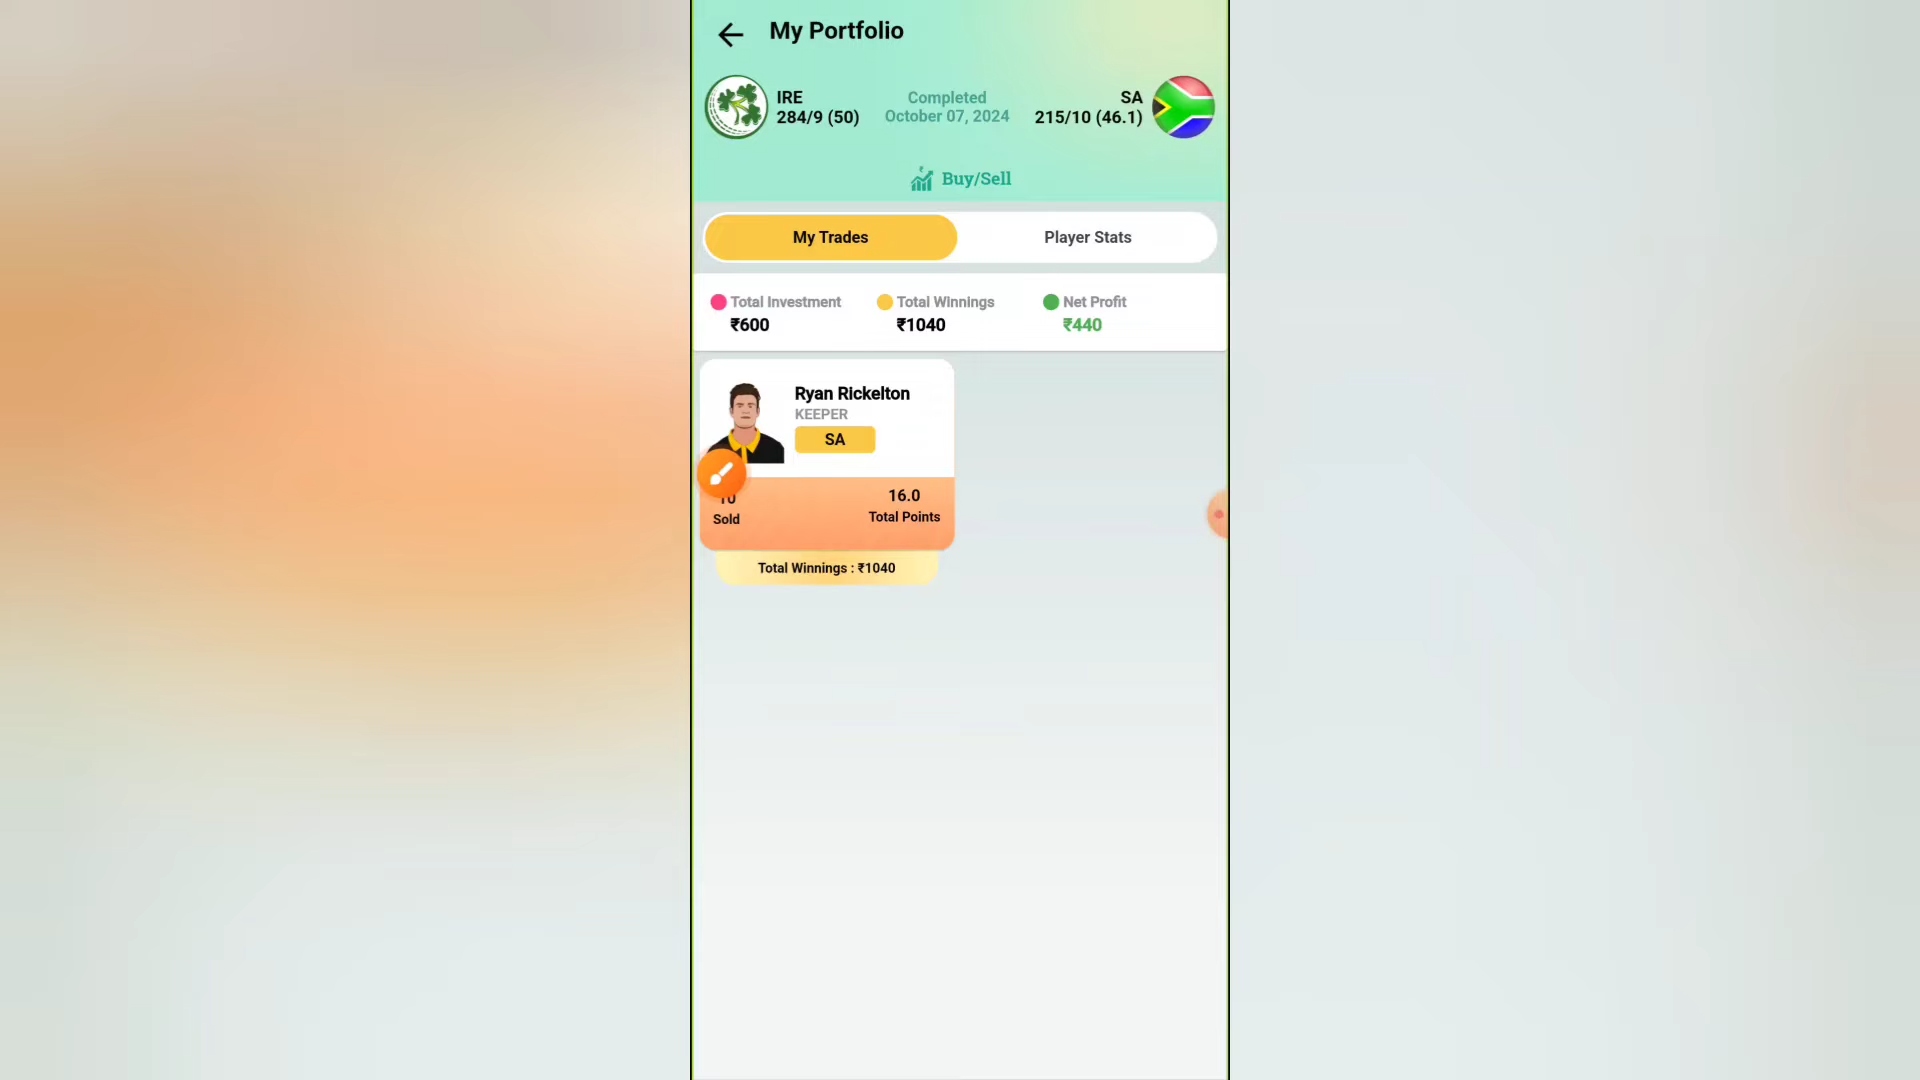 My Portfolio
IRE
284/9 (50)
Completed
October 07, 2024
SA
215/10 (46.1)
Buy/Sell
My Trades
Player Stats
Total Investment
₹600
Total Winnings
₹1040
Net Profit
₹440
Ryan Rickelton
KEEPER
SA
10
Sold
16.0
Total Points
Total Winnings : ₹1040